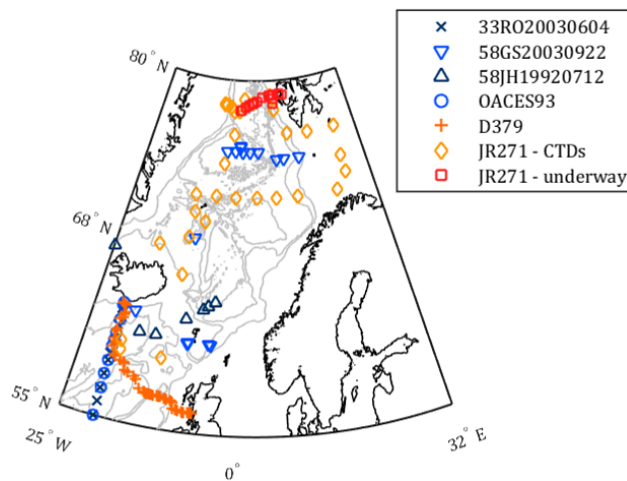 33RO20030604
58GS20030922
58JH19920712
OACES93
D379
JR271 - CTDs
JR271 - underway
80°N
68°N
55°N
25°W
0°
32°E